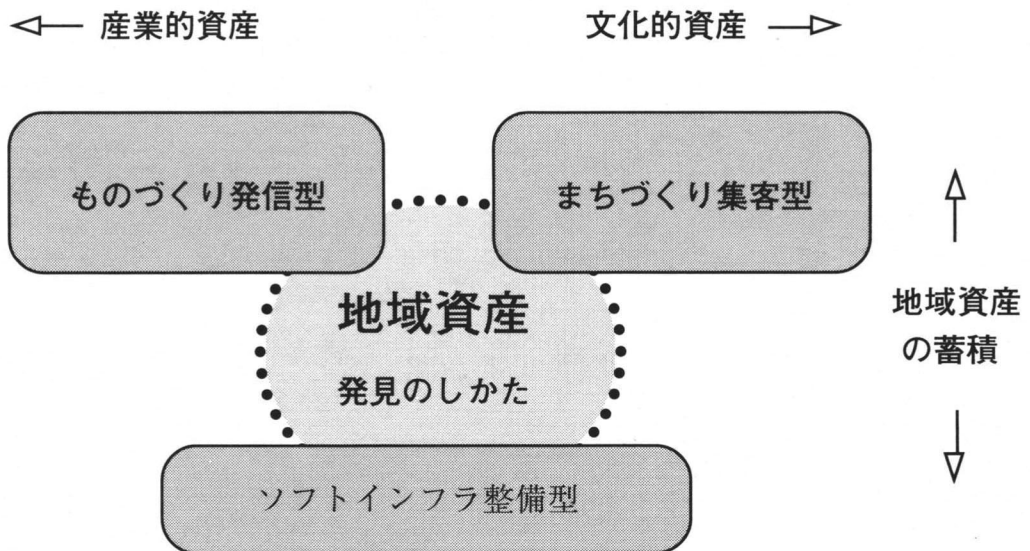 産業的資産
文化的資産
ものづくり発信型
まちづくり集客型
地域資産
発見のしかた
地域資産
の蓄積
ソフトインフラ整備型